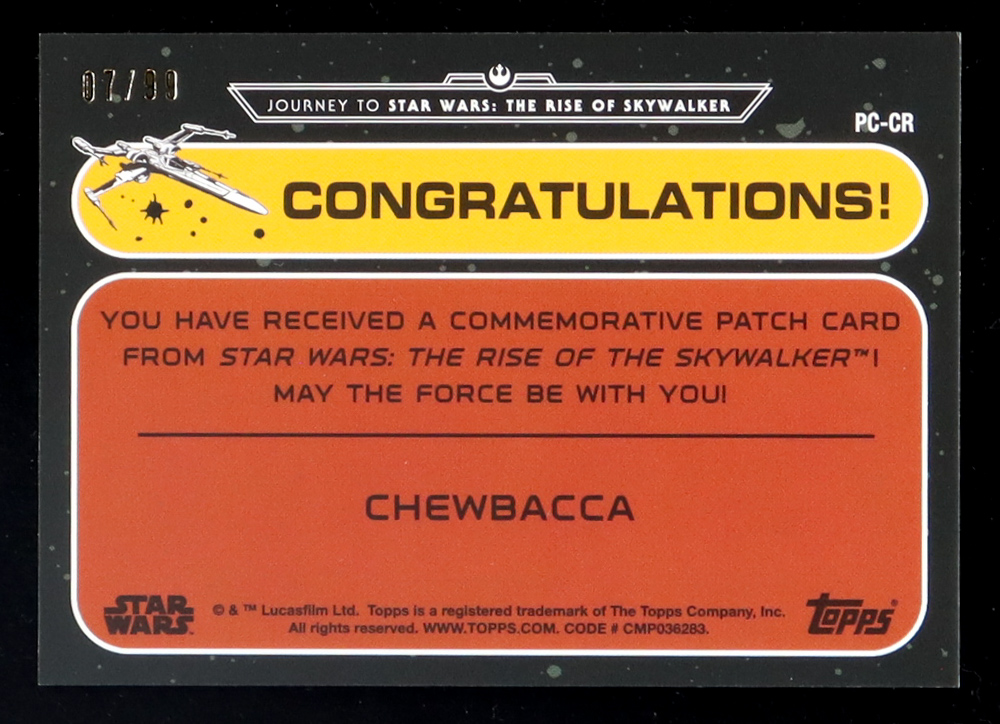 07/99
JOURNEY TO STAR WARS: THE RISE OF SKYWALKER
PC-CR
CONGRATULATIONS!
YOU HAVE RECEIVED A COMMEMORATIVE PATCH CARD
FROM STAR WARS: THE RISE OF THE SKYWALKER™!
MAY THE FORCE BE WITH YOU!
CHEWBACCA
STAR
WARS
© & ™ Lucasfilm Ltd. Topps is a registered trademark of The Topps Company, Inc.
All rights reserved. WWW.TOPPS.COM. CODE # CMP036283.
Topps®